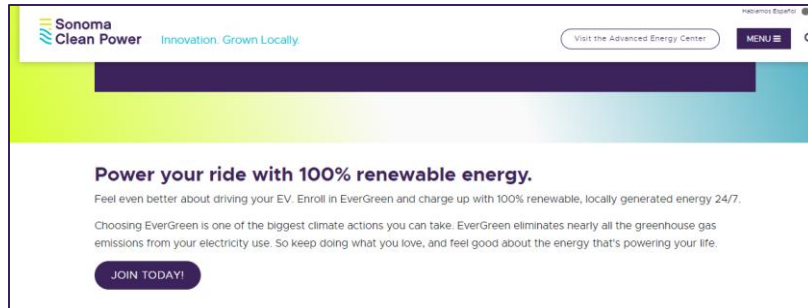 Hablamos Español
Sonoma
Clean Power
Innovation. Grown Locally.
Visit the Advanced Energy Center
MENU
Power your ride with 100% renewable energy.
Feel even better about driving your EV. Enroll in EverGreen and charge up with 100% renewable, locally generated energy 24/7.
Choosing EverGreen is one of the biggest climate actions you can take. EverGreen eliminates nearly all the greenhouse gas
emissions from your electricity use. So keep doing what you love, and feel good about the energy that's powering your life.
JOIN TODAY!